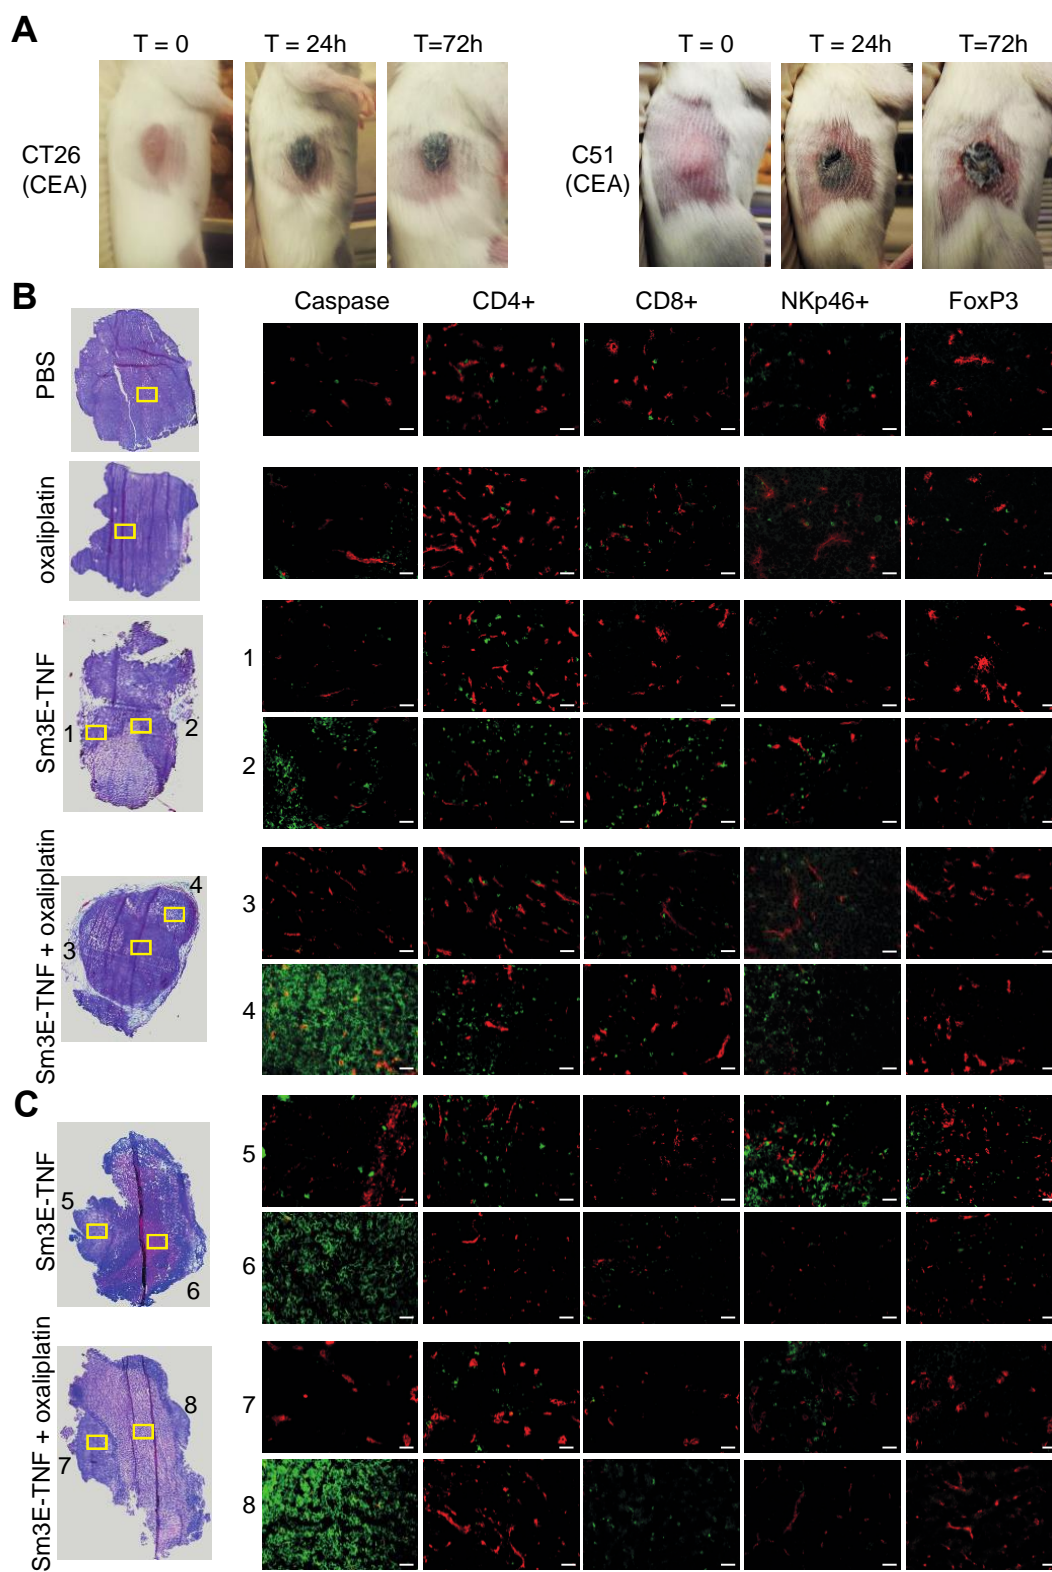 A
T = 0 T = 24h T=72h T = 0 T = 24h T=72h
CT26
(CEA)
C51
(CEA)
B
Caspase CD4+ CD8+ NKp46+ FoxP3
PBS
oxaliplatin
Sm3E-TNF
1 2
1
2
Sm3E-TNF + oxaliplatin
4
3
3
4
C
Sm3E-TNF
5
6
5
6
Sm3E-TNF + oxaliplatin
8
7
7
8